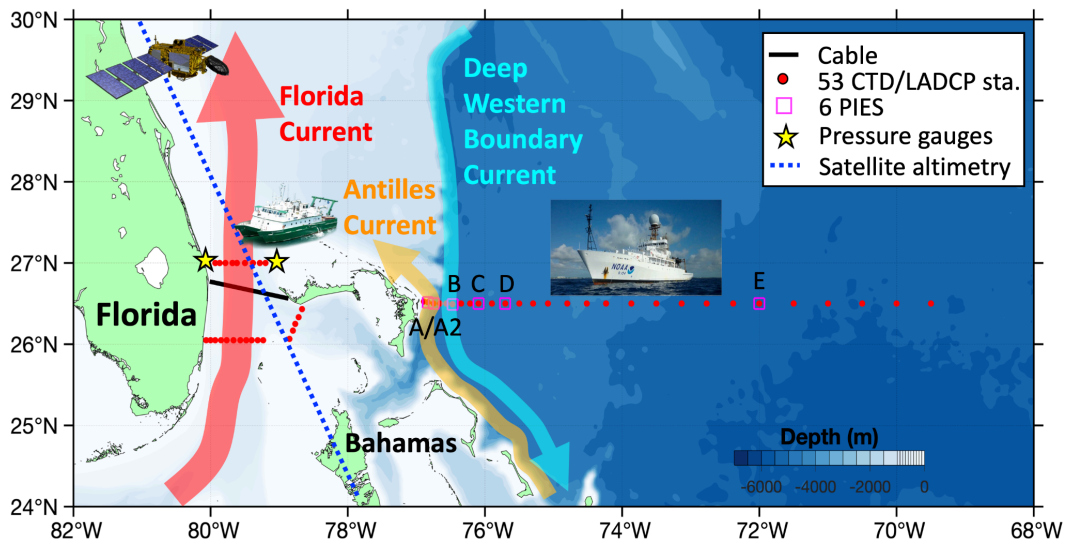 30°N
29°N
28°N
27°N
26°N
25°N
24°N
82°W
80°W
78°W
76°W
74°W
72°W
70°W
68°W
Florida
Current
Deep
Western
Boundary
Current
Antilles
Current
Cable
53 CTD/LADCP sta.
6 PIES
Pressure gauges
Satellite altimetry
NOAA
B
C
D
E
A/A2
Florida
Bahamas
Depth (m)
-6000
-4000
-2000
0